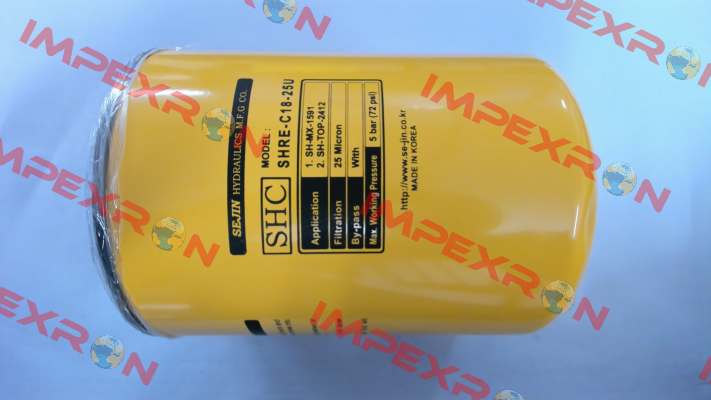 SEJIN HYDRAULICS M.F.G CO.
SHC
MODEL :
SHRE-C18-25U
Application
1. SH-MX-1591
2. SH-TOP-2412
Filtration
25 Micron
By-pass
With
Max. Working Pressure
5 bar (72 psi)
http://www.se-jin.co.kr
MADE IN KOREA
IMPEXRON
IMPEXRON
IMPEXRON
IMPEXRON
IMPEXRON
IMPEXRON